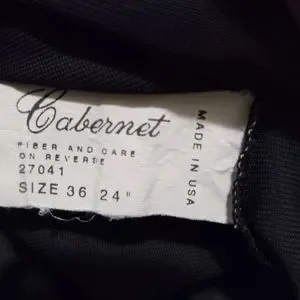 Cabernet
FIBER AND CARE
ON REVERSE
27041
SIZE 36 24"
MADE IN USA